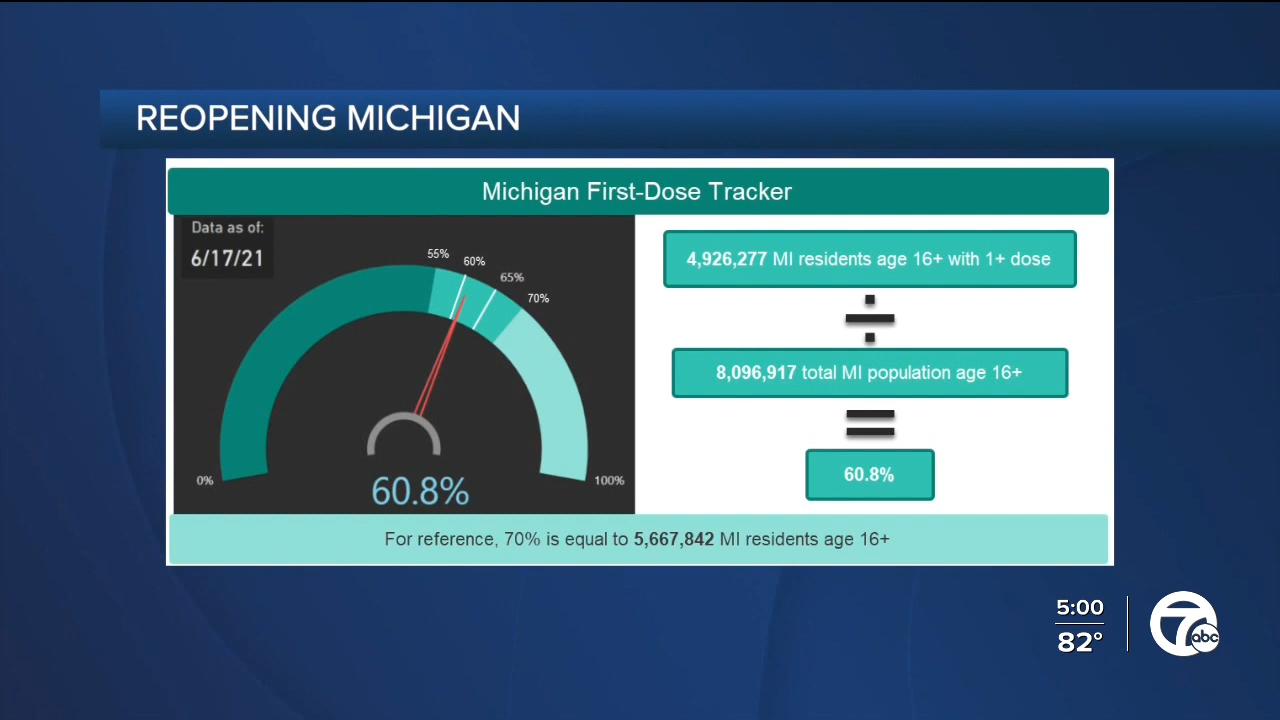 REOPENING MICHIGAN
Michigan First-Dose Tracker
Data as of:
6/17/21
55%
60%
65%
70%
0%
100%
60.8%
4,926,277 MI residents age 16+ with 1+ dose
÷
8,096,917 total MI population age 16+
=
60.8%
For reference, 70% is equal to 5,667,842 MI residents age 16+
5:00
82°
7
abc